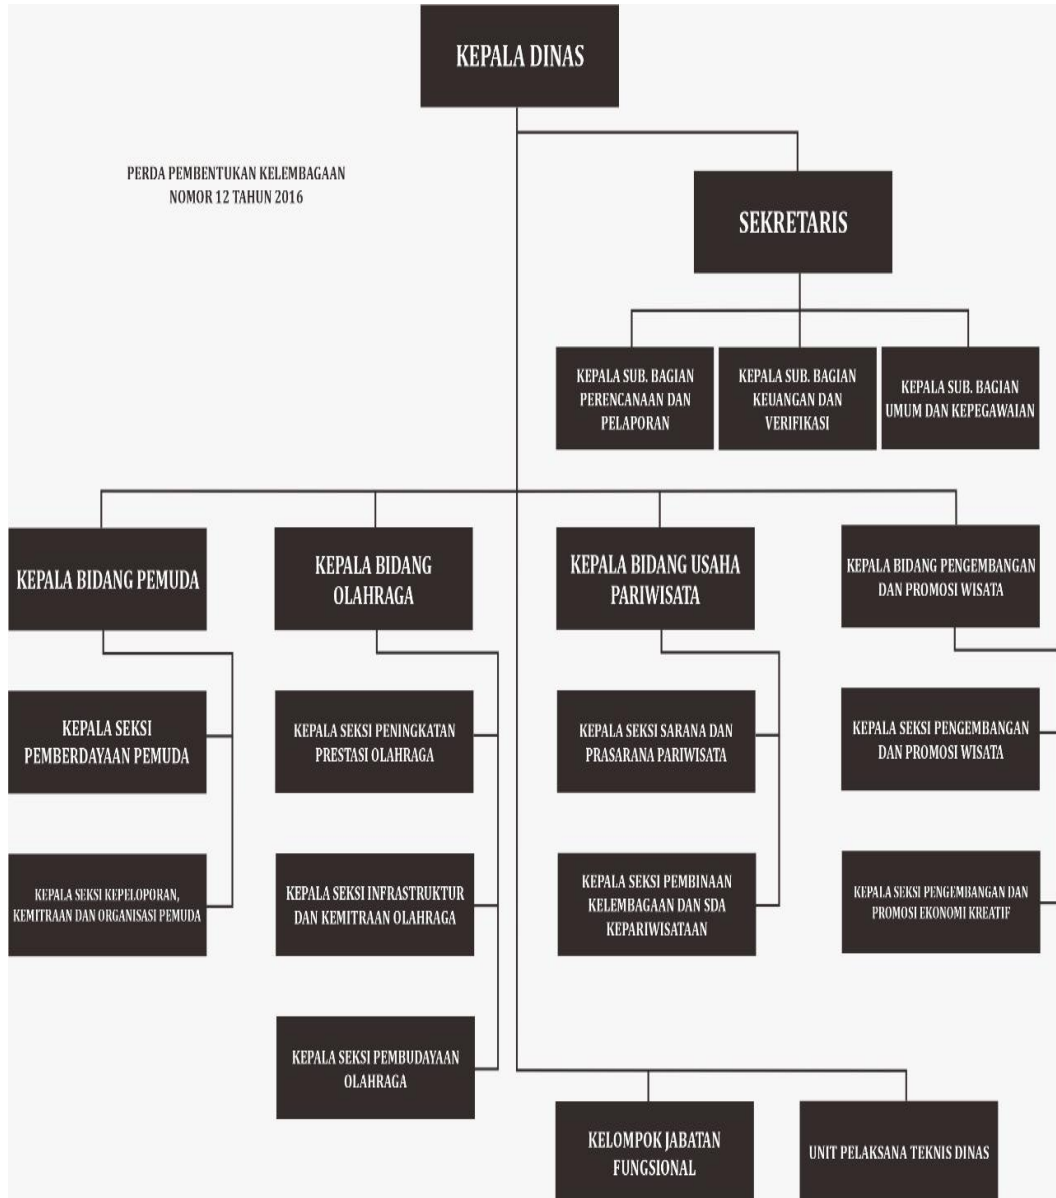 KEPALA DINAS
PERDA PEMBENTUKAN KELEMBAGAAN
NOMOR 12 TAHUN 2016
SEKRETARIS
KEPALA SUB. BAGIAN
PERENCANAAN DAN
PELAPORAN
KEPALA SUB. BAGIAN
KEUANGAN DAN
VERIFIKASI
KEPALA SUB. BAGIAN
UMUM DAN KEPEGAWAIAN
KEPALA BIDANG PEMUDA
KEPALA BIDANG
OLAHRAGA
KEPALA BIDANG USAHA
PARIWISATA
KEPALA BIDANG PENGEMBANGAN
DAN PROMOSI WISATA
KEPALA SEKSI
PEMBERDAYAAN PEMUDA
KEPALA SEKSI PENINGKATAN
PRESTASI OLAHRAGA
KEPALA SEKSI SARANA DAN
PRASARANA PARIWISATA
KEPALA SEKSI PENGEMBANGAN
DAN PROMOSI WISATA
KEPALA SEKSI KEPELOPORAN,
KEMITRAAN DAN ORGANISASI PEMUDA
KEPALA SEKSI INFRASTRUKTUR
DAN KEMITRAAN OLAHRAGA
KEPALA SEKSI PEMBINAAN
KELEMBAGAAN DAN SDA
KEPARIWISATAAN
KEPALA SEKSI PENGEMBANGAN DAN
PROMOSI EKONOMI KREATIF
KEPALA SEKSI PEMBUDAYAAN
OLAHRAGA
KELOMPOK JABATAN
FUNGSIONAL
UNIT PELAKSANA TEKNIS DINAS